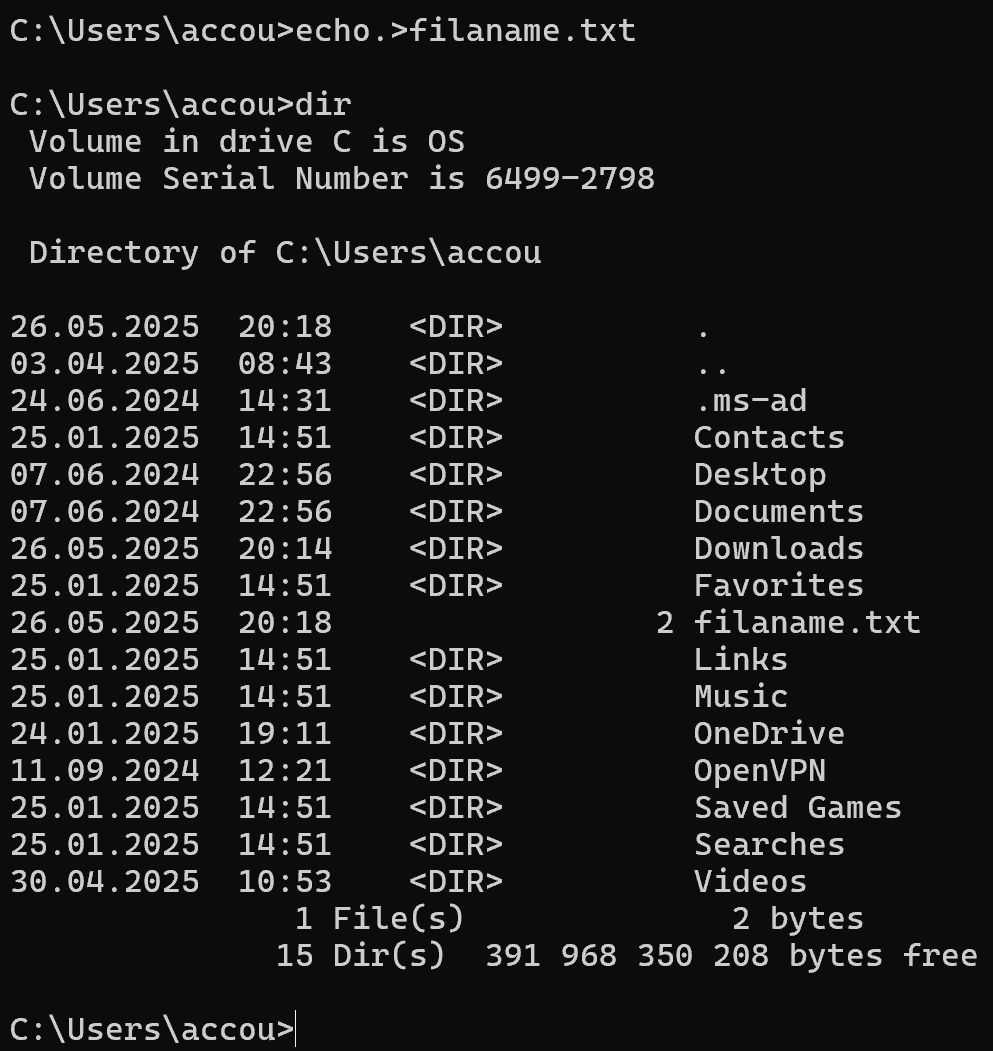 C:\Users\accou>echo.>filaname.txt

C:\Users\accou>dir
 Volume in drive C is OS
 Volume Serial Number is 6499-2798

 Directory of C:\Users\accou

26.05.2025  20:18    <DIR>          .
03.04.2025  08:43    <DIR>          ..
24.06.2024  14:31    <DIR>          .ms-ad
25.01.2025  14:51    <DIR>          Contacts
07.06.2024  22:56    <DIR>          Desktop
07.06.2024  22:56    <DIR>          Documents
26.05.2025  20:14    <DIR>          Downloads
25.01.2025  14:51    <DIR>          Favorites
26.05.2025  20:18                 2 filaname.txt
25.01.2025  14:51    <DIR>          Links
25.01.2025  14:51    <DIR>          Music
24.01.2025  19:11    <DIR>          OneDrive
11.09.2024  12:21    <DIR>          OpenVPN
25.01.2025  14:51    <DIR>          Saved Games
25.01.2025  14:51    <DIR>          Searches
30.04.2025  10:53    <DIR>          Videos
               1 File(s)              2 bytes
              15 Dir(s)  391 968 350 208 bytes free

C:\Users\accou>